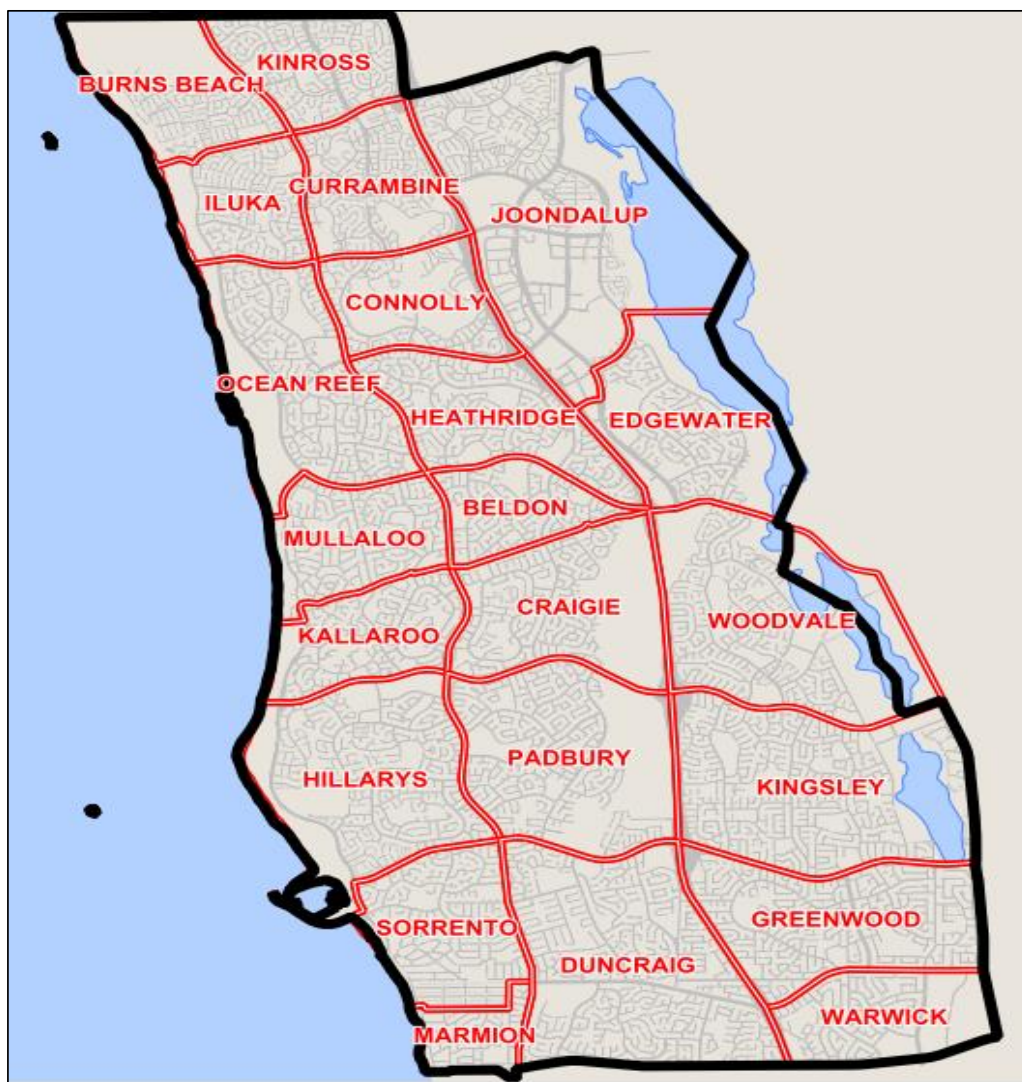 KINROSS
BURNS BEACH
CURRAMBINE
ILUKA
JOONDALUP
CONNOLLY
OCEAN REEF
HEATHRIDGE
EDGEWATER
BELDON
MULLALOO
CRAIGIE
WOODVALE
KALLAROO
PADBURY
HILLARYS
KINGSLEY
GREENWOOD
SORRENTO
DUNCRAIG
WARWICK
MARMION